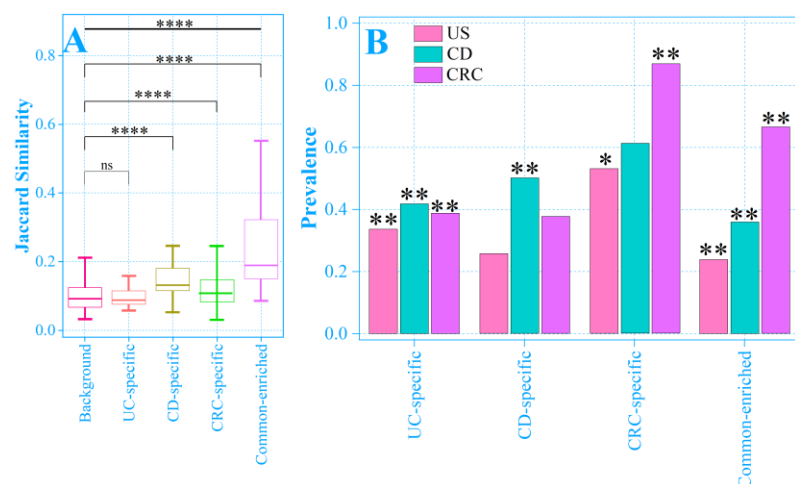 A
****
****
****
****
ns
Jaccard Similarity
0.8
0.6
0.4
0.2
0.0
Background
UC-specific
CD-specific
CRC-specific
Common-enriched
B
US
CD
CRC
Prevalence
1.0
0.8
0.6
0.4
0.2
0.0
**
**
**
**
*
**
**
**
**
UC-specific
CD-specific
CRC-specific
Common-enriched